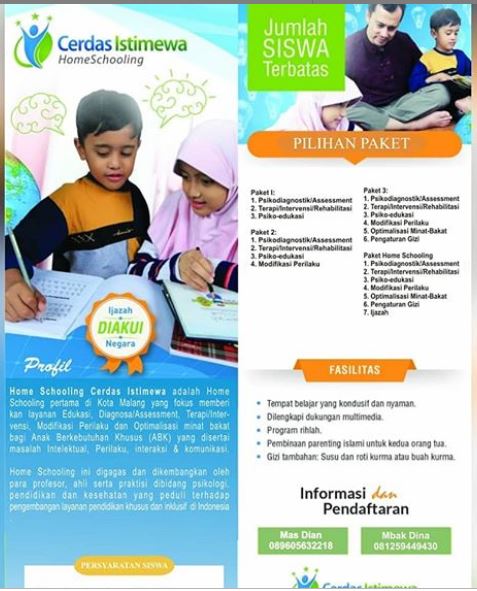 Cerdas Istimewa
HomeSchooling
Ijazah
DIAKUI
Negara
Profil
Home Schooling Cerdas Istimewa adalah Home
Schooling pertama di Kota Malang yang fokus memberi
kan layanan Edukasi, Diagnosa/Assessment, Terapi/Inter-
vensi, Modifikasi Perilaku dan Optimalisasi minat bakat
bagi Anak Berkebutuhan Khusus (ABK) yang disertai
masalah Intelektual, Perilaku, interaksi & komunikasi.
Home Schooling ini digagas dan dikembangkan oleh
para profesor, ahli serta praktisi dibidang psikologi,
pendidikan dan kesehatan yang peduli terhadap
pengembangan layanan pendidikan khusus dan inklusif di Indonesia
.
PERSYARATAN SISWA
Jumlah
SISWA
Terbatas
PILIHAN PAKET
Paket I:
1. Psikodiagnostik/Assessment
2. Terapi/Intervensi/Rehabilitasi
3. Psiko-edukasi
Paket 2:
1. Psikodiagnostik/Assessment
2. Terapi/Intervensi/Rehabilitasi
3. Psiko-edukasi
4. Modifikasi Perilaku
Paket 3:
1. Psikodiagnostik/Assessment
2. Terapi/Intervensi/Rehabilitasi
3. Psiko-edukasi
4. Modifikasi Perilaku
5. Optimalisasi Minat-Bakat
6. Pengaturan Gizi
Paket Home Schooling
1. Psikodiagnostik/Assessment
2. Terapi/Intervensi/Rehabilitasi
3. Psiko-edukasi
4. Modifikasi Perilaku
5. Optimalisasi Minat-Bakat
6. Pengaturan Gizi
7. Ijazah
FASILITAS
• Tempat belajar yang kondusif dan nyaman.
• Dilengkapi dukungan multimedia.
• Program rihlah.
• Pembinaan parenting islami untuk kedua orang tua.
• Gizi tambahan: Susu dan roti kurma atau buah kurma.
Informasi dan
Pendaftaran
Mas Dian
089605632218
Mbak Dina
081259449430
Cerdas Istimewa